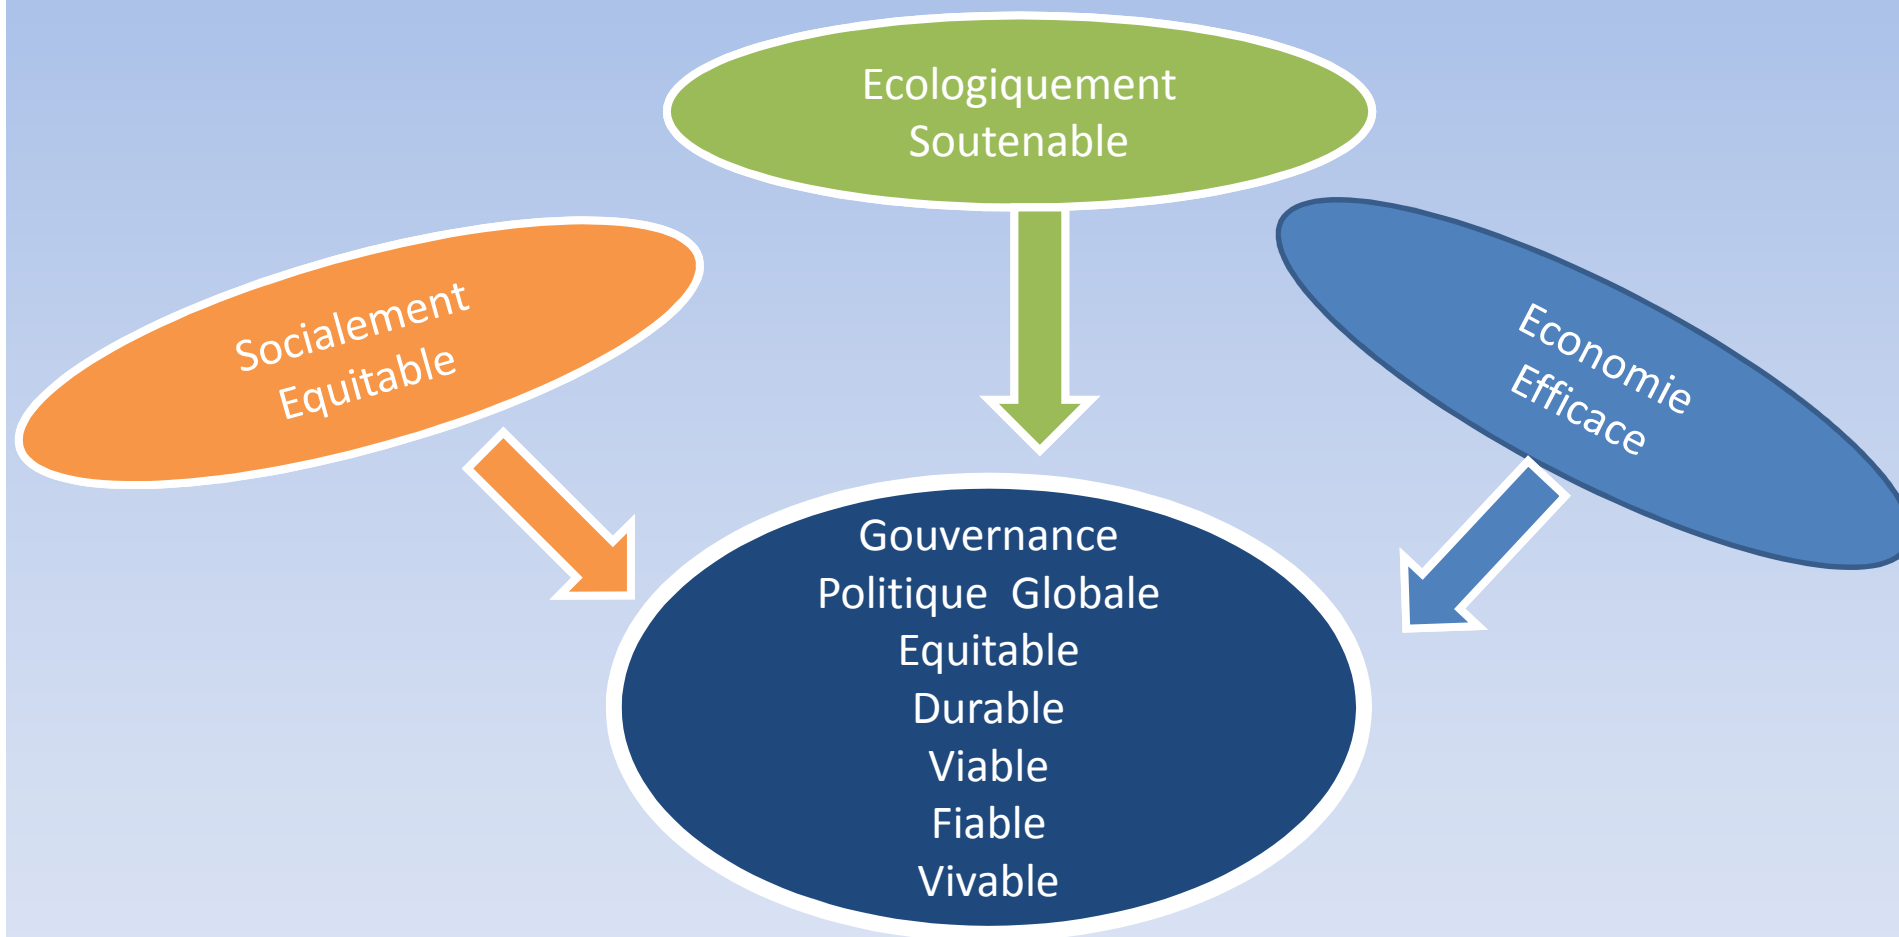 Ecologiquement
Soutenable
Socialement
Equitable
Economie
Efficace
Gouvernance
Politique  Globale
Equitable
Durable
Viable
Fiable
Vivable